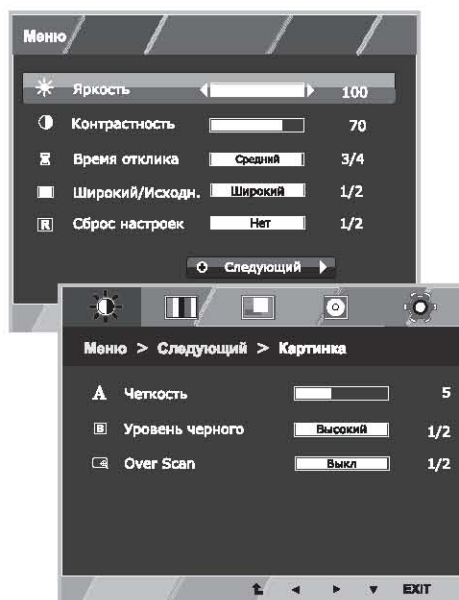 Меню
Яркость 100
Контрастность 70
Время отклика Средний 3/4
Широкий/Исходн. Широкий 1/2
R Сброс настроек Нет 1/2
Следующий
Меню > Следующий > Картинка
A Четкость 5
B Уровень черного Высокий 1/2
Over Scan Выкл 1/2
EXIT